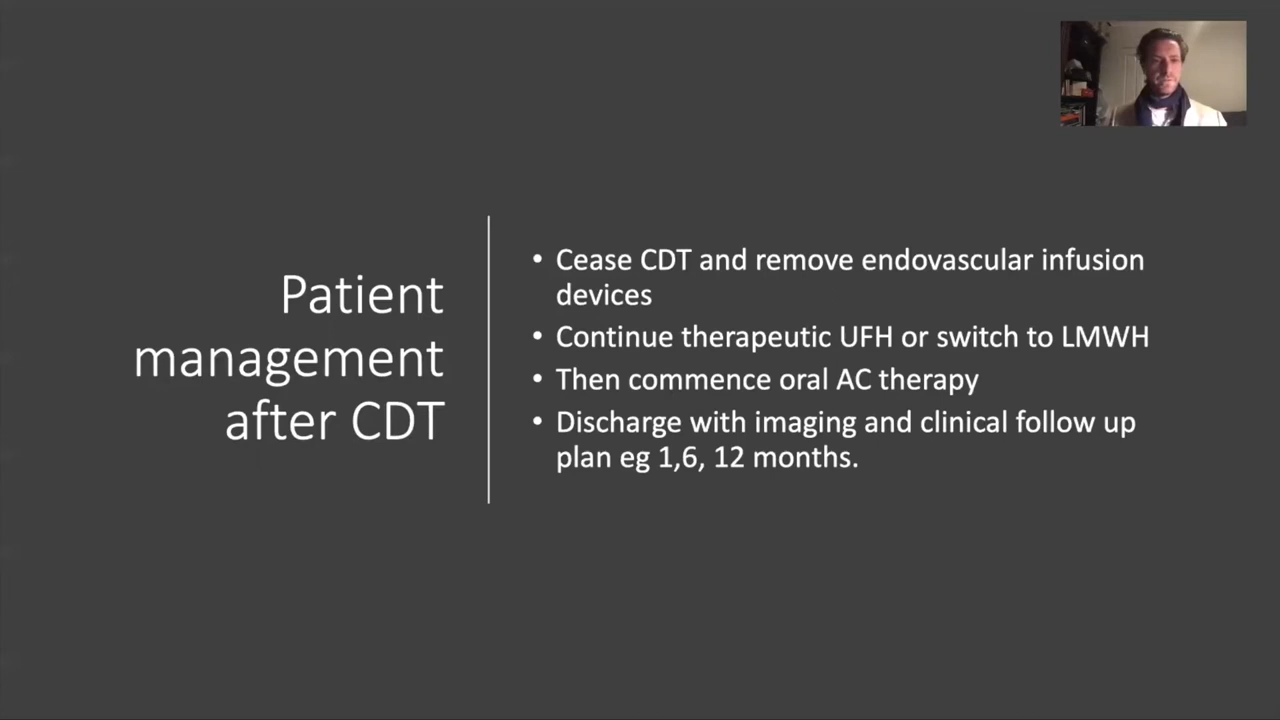 Patient
management
after CDT
• Cease CDT and remove endovascular infusion
devices
• Continue therapeutic UFH or switch to LMWH
• Then commence oral AC therapy
• Discharge with imaging and clinical follow up
plan eg 1,6, 12 months.